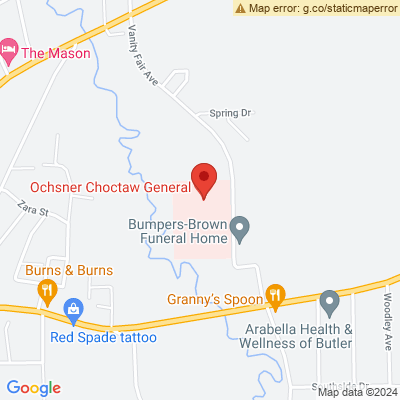 Map error: g.co/staticmaperror
The Mason
Vanity Fair Ave
Spring Dr
Ochsner Choctaw General
Zara St
Bumpers-Brown
Funeral Home
Burns & Burns
Granny's Spoon
Red Spade tattoo
Arabella Health &
Wellness of Butler
Woodley Ave
Southside Dr
Google
Map data ©2024